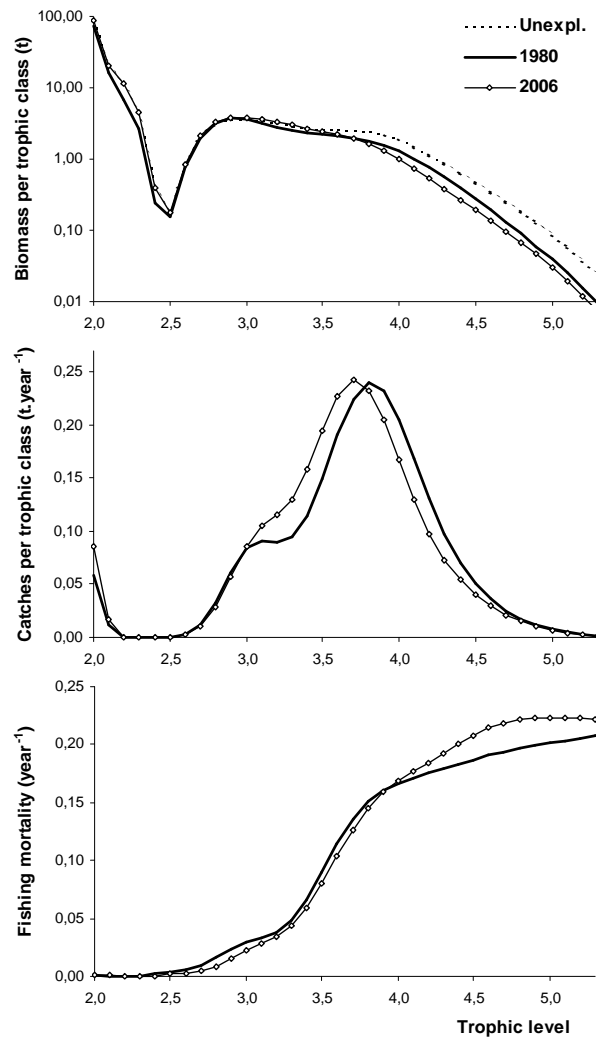 Biomass per trophic class (t)
100,00
10,00
1,00
0,10
0,01
2,0 2,5 3,0 3,5 4,0 4,5 5,0
Unexpl.
1980
2006
Catches per trophic class (t.year⁻¹)
0,25
0,20
0,15
0,10
0,05
0,00
2,0 2,5 3,0 3,5 4,0 4,5 5,0
Fishing mortality (year⁻¹)
0,25
0,20
0,15
0,10
0,05
0,00
2,0 2,5 3,0 3,5 4,0 4,5 5,0
Trophic level